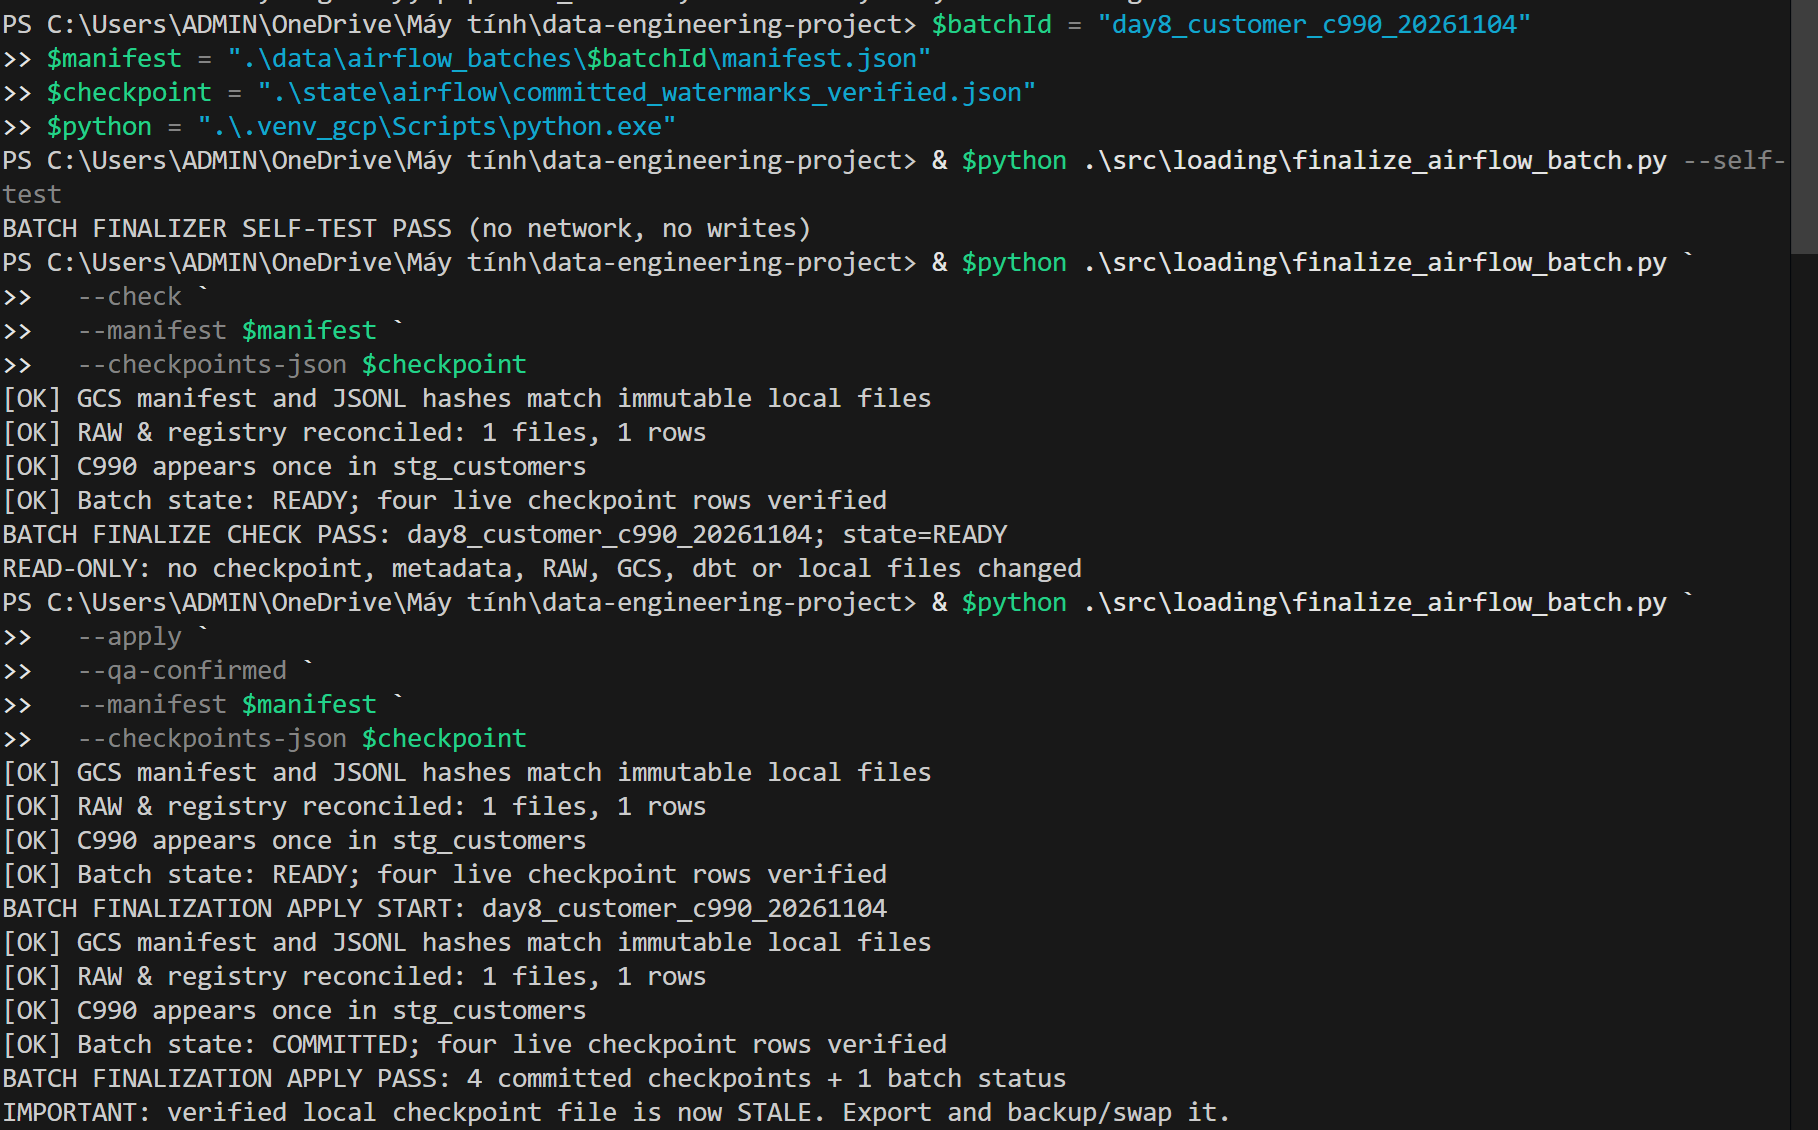 PS C:\Users\ADMIN\OneDrive\Máy tính\data-engineering-project> $batchId = "day8_customer_c990_20261104"
>> $manifest = ".\data\airflow_batches\$batchId\manifest.json"
>> $checkpoint = ".\state\airflow\committed_watermarks_verified.json"
>> $python = ".\.venv_gcp\Scripts\python.exe"
PS C:\Users\ADMIN\OneDrive\Máy tính\data-engineering-project> & $python .\src\loading\finalize_airflow_batch.py --self-
test
BATCH FINALIZER SELF-TEST PASS (no network, no writes)
PS C:\Users\ADMIN\OneDrive\Máy tính\data-engineering-project> & $python .\src\loading\finalize_airflow_batch.py `
>>   --check `
>>   --manifest $manifest `
>>   --checkpoints-json $checkpoint
[OK] GCS manifest and JSONL hashes match immutable local files
[OK] RAW & registry reconciled: 1 files, 1 rows
[OK] C990 appears once in stg_customers
[OK] Batch state: READY; four live checkpoint rows verified
BATCH FINALIZE CHECK PASS: day8_customer_c990_20261104; state=READY
READ-ONLY: no checkpoint, metadata, RAW, GCS, dbt or local files changed
PS C:\Users\ADMIN\OneDrive\Máy tính\data-engineering-project> & $python .\src\loading\finalize_airflow_batch.py `
>>   --apply `
>>   --qa-confirmed `
>>   --manifest $manifest `
>>   --checkpoints-json $checkpoint
[OK] GCS manifest and JSONL hashes match immutable local files
[OK] RAW & registry reconciled: 1 files, 1 rows
[OK] C990 appears once in stg_customers
[OK] Batch state: READY; four live checkpoint rows verified
BATCH FINALIZATION APPLY START: day8_customer_c990_20261104
[OK] GCS manifest and JSONL hashes match immutable local files
[OK] RAW & registry reconciled: 1 files, 1 rows
[OK] C990 appears once in stg_customers
[OK] Batch state: COMMITTED; four live checkpoint rows verified
BATCH FINALIZATION APPLY PASS: 4 committed checkpoints + 1 batch status
IMPORTANT: verified local checkpoint file is now STALE. Export and backup/swap it.